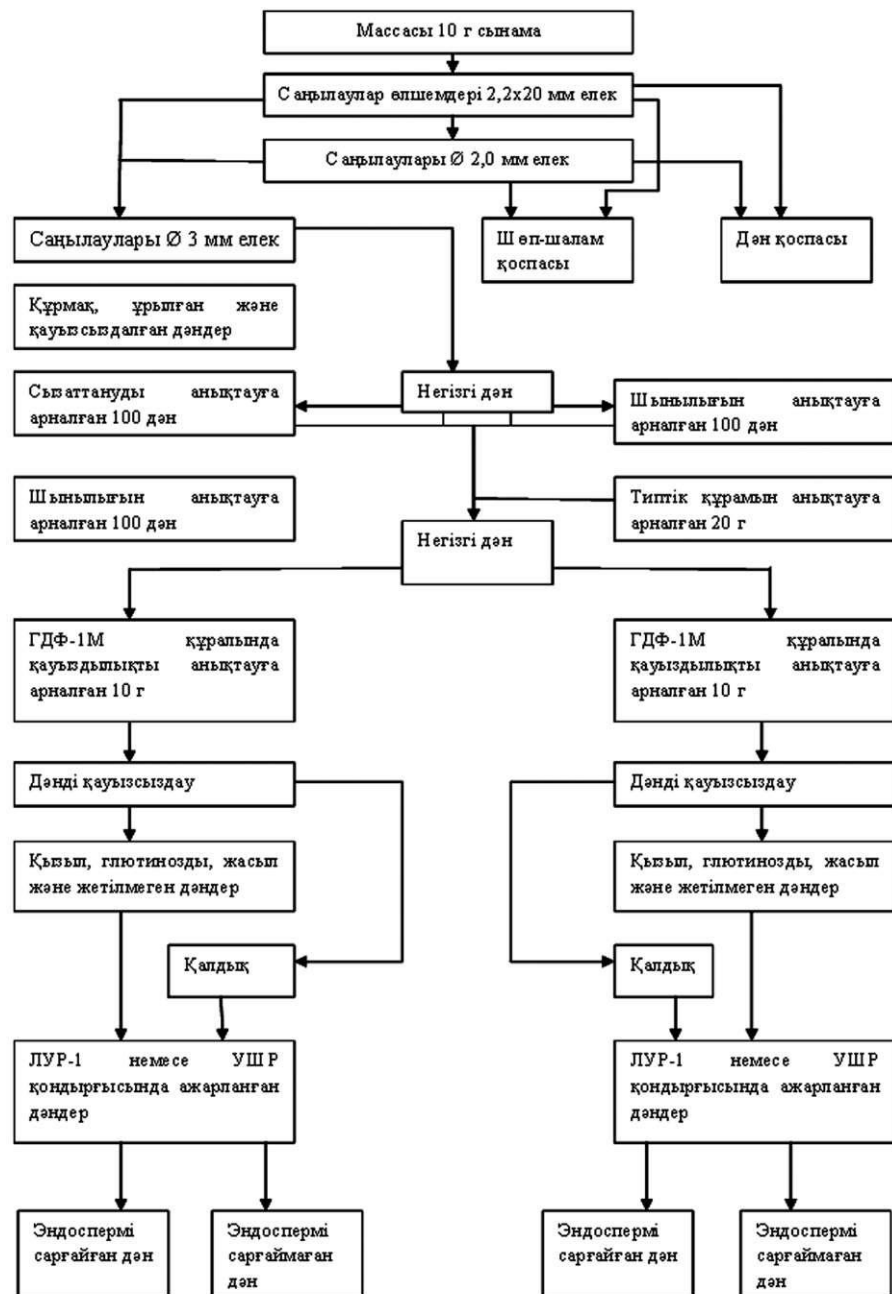 Массасы 10 г сынама
Саңылаулар өлшемдері 2,2x20 мм елек
Саңылаулары Ø 2,0 мм елек
Саңылаулары Ø 3 мм елек
Шөп-шалам
қоспасы
Дән қоспасы
Құрмақ, ұрылған және
қауызсыздалған дәндер
Сызаттануды анықтауға
арналған 100 дән
Негізгі дән
Шынылығын анықтауға
арналған 100 дән
Шынылығын анықтауға
арналған 100 дән
Типтік құрамын анықтауға
арналған 20 г
Негізгі дән
ГДФ-1М құралында
қауыздылықты анықтауға
арналған 10 г
ГДФ-1М құралында
қауыздылықты анықтауға
арналған 10 г
Дәнді қауызсыздау
Дәнді қауызсыздау
Қызыл, глютинозды, жасыл
және жетілмеген дәндер
Қызыл, глютинозды, жасыл
және жетілмеген дәндер
Қалдық
Қалдық
ЛУР-1 немесе УШР
қондырғысында ажарланған
дәндер
ЛУР-1 немесе УШР
қондырғысында ажарланған
дәндер
Эндоспермі
сарғайған дән
Эндоспермі
сарғаймаған
дән
Эндоспермі
сарғайған дән
Эндоспермі
сарғаймаған
дән